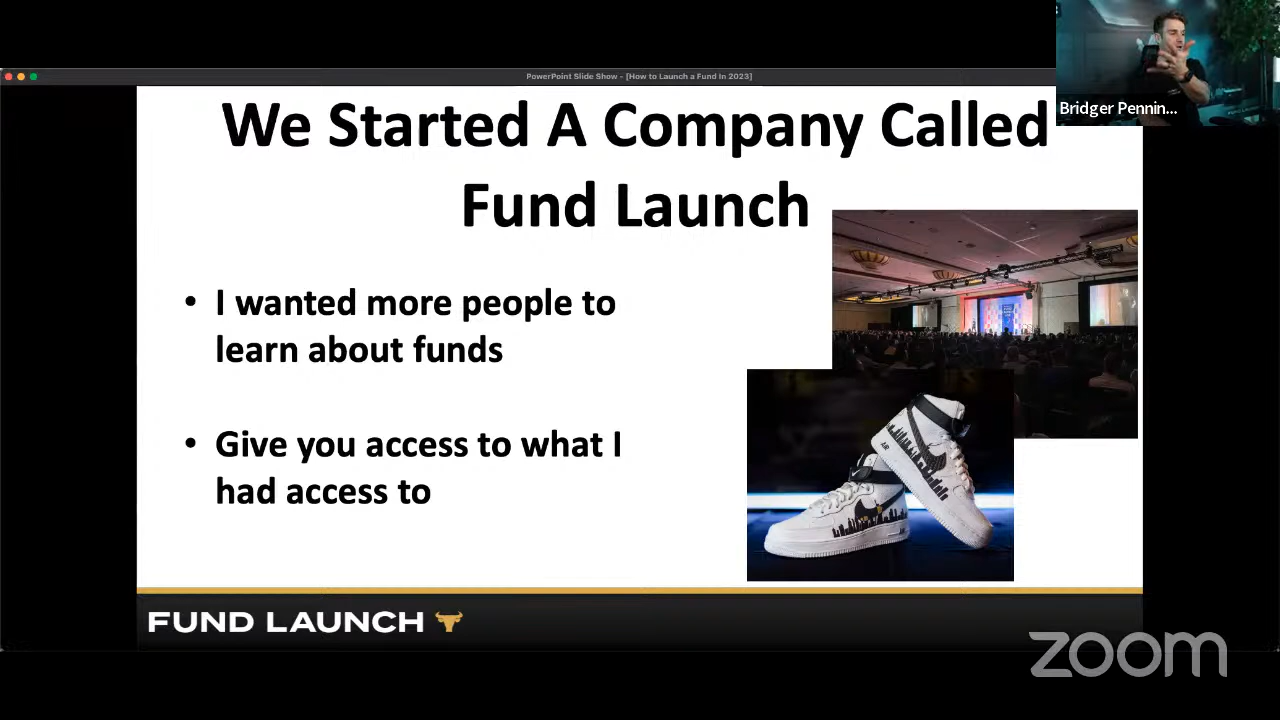 PowerPoint Slide Show - [How to Launch a Fund In 2023]
Bridger Pennin...
We Started A Company Called
Fund Launch
• I wanted more people to
learn about funds
• Give you access to what I
had access to
AIR
FUND LAUNCH
zoom